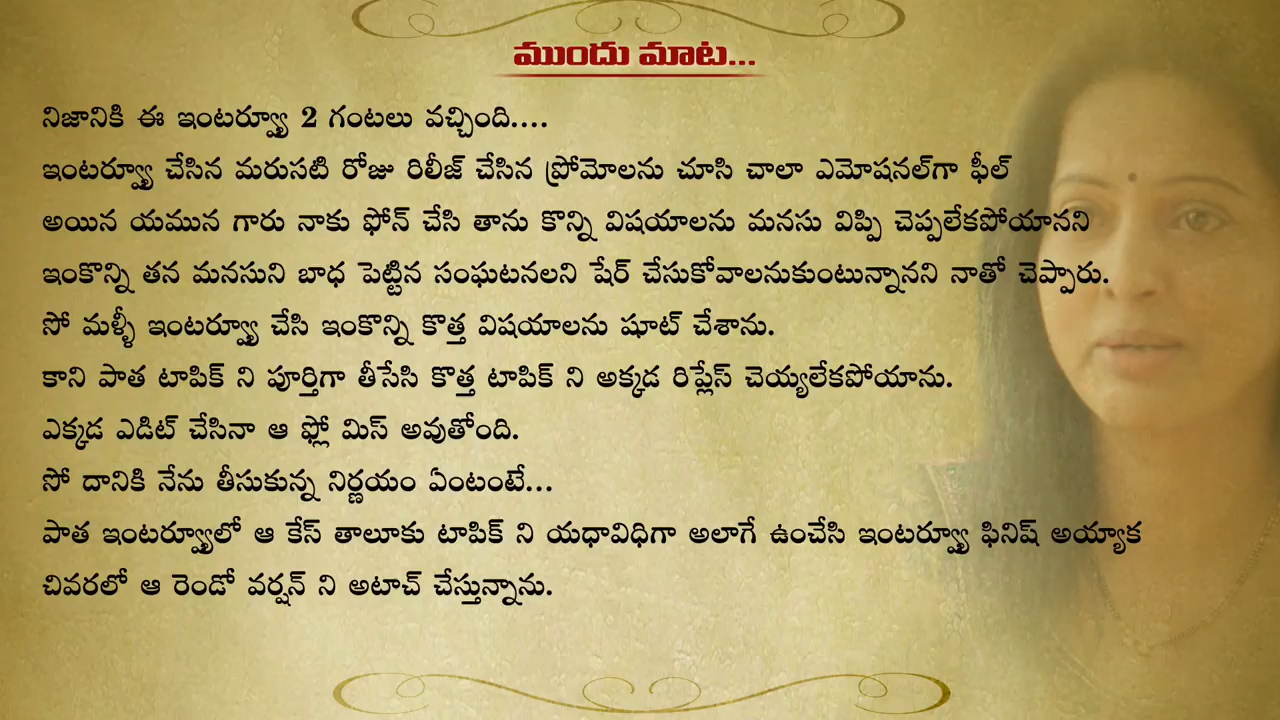 ముందు మాట...
నిజానికి ఈ ఇంటర్వ్యూ 2 గంటలు వచ్చింది....
ఇంటర్వ్యూ చేసిన మరుసటి రోజు రిలీజ్ చేసిన ప్రోమోలను చూసి చాలా ఎమోషనల్‌గా ఫీల్
అయిన యమున గారు నాకు ఫోన్ చేసి తాను కొన్ని విషయాలను మనసు విప్పి చెప్పలేకపోయానని
ఇంకొన్ని తన మనసుని బాధ పెట్టిన సంఘటనలని షేర్ చేసుకోవాలనుకుంటున్నానని నాతో చెప్పారు.
సో మళ్ళీ ఇంటర్వ్యూ చేసి ఇంకొన్ని కొత్త విషయాలను షూట్ చేశాను.
కాని పాత టాపిక్ ని పూర్తిగా తీసేసి కొత్త టాపిక్ ని అక్కడ రిప్లేస్ చెయ్యలేకపోయాను.
ఎక్కడ ఎడిట్ చేసినా ఆ ఫ్లో మిస్ అవుతోంది.
సో దానికి నేను తీసుకున్న నిర్ణయం ఏంటంటే...
పాత ఇంటర్వ్యూలో ఆ కేస్ తాలూకు టాపిక్ ని యధావిధిగా అలాగే ఉంచేసి ఇంటర్వ్యూ ఫినిష్ అయ్యాక
చివరలో ఆ రెండో వర్షన్ ని అటాచ్ చేస్తున్నాను.